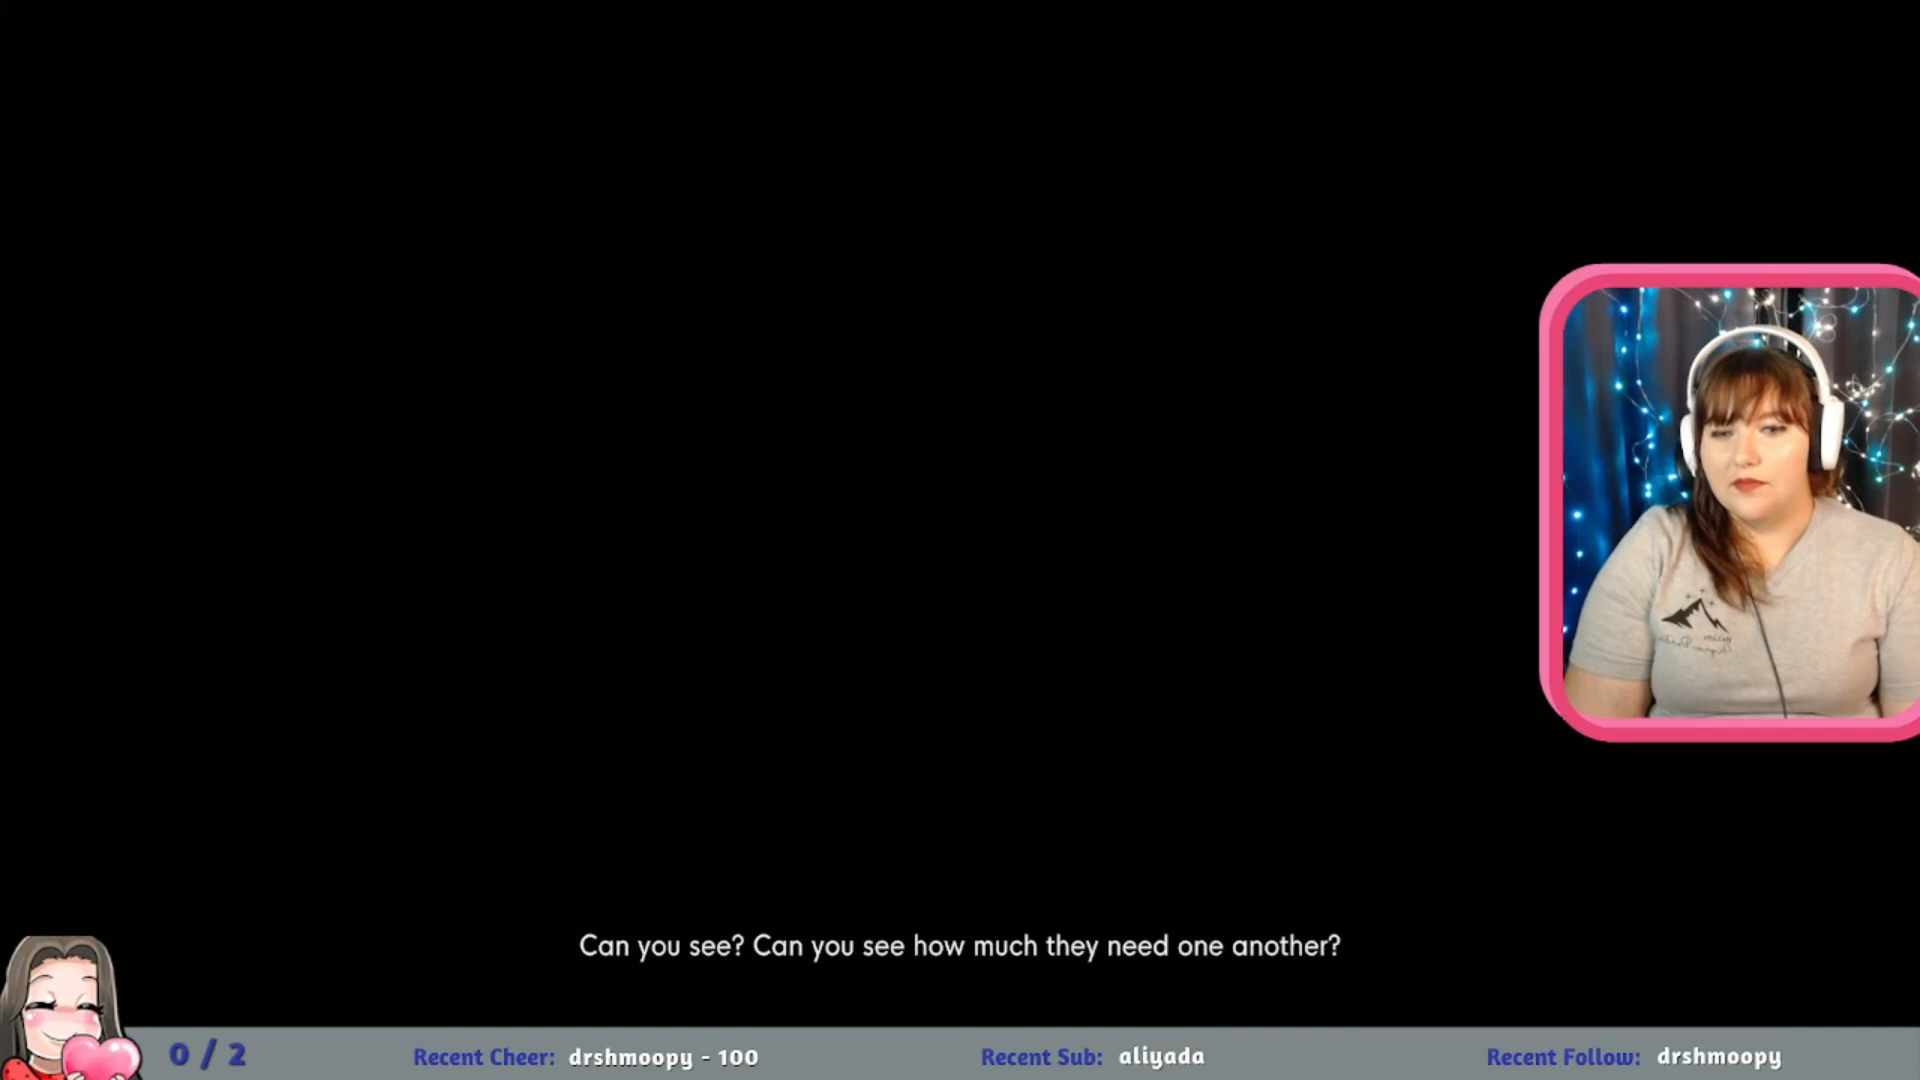 Can you see? Can you see how much they need one another?
0 / 2
Recent Cheer: drshmoopy - 100
Recent Sub: aliyada
Recent Follow: drshmoopy